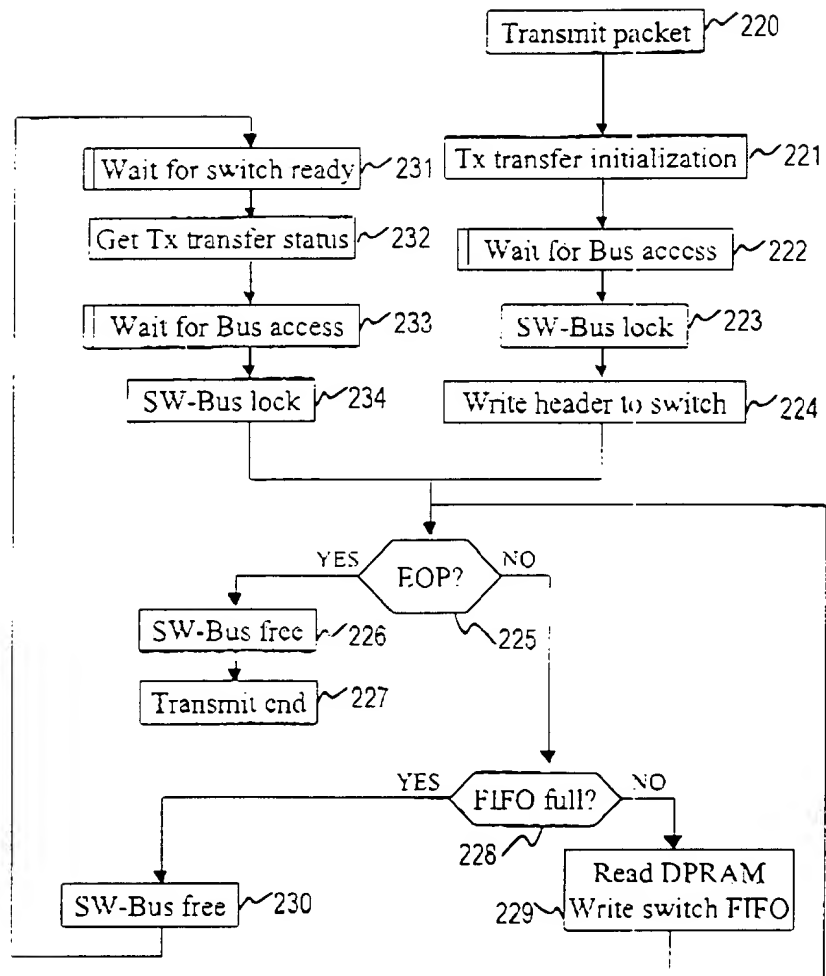 Transmit packet 220
Tx transfer initialization 221
Wait for Bus access 222
SW-Bus lock 223
Write header to switch 224
Wait for switch ready 231
Get Tx transfer status 232
Wait for Bus access 233
SW-Bus lock 234
YES EOP? NO
225
SW-Bus free 226
Transmit end 227
YES FIFO full? NO
228
Read DPRAM
229 Write switch FIFO
SW-Bus free 230